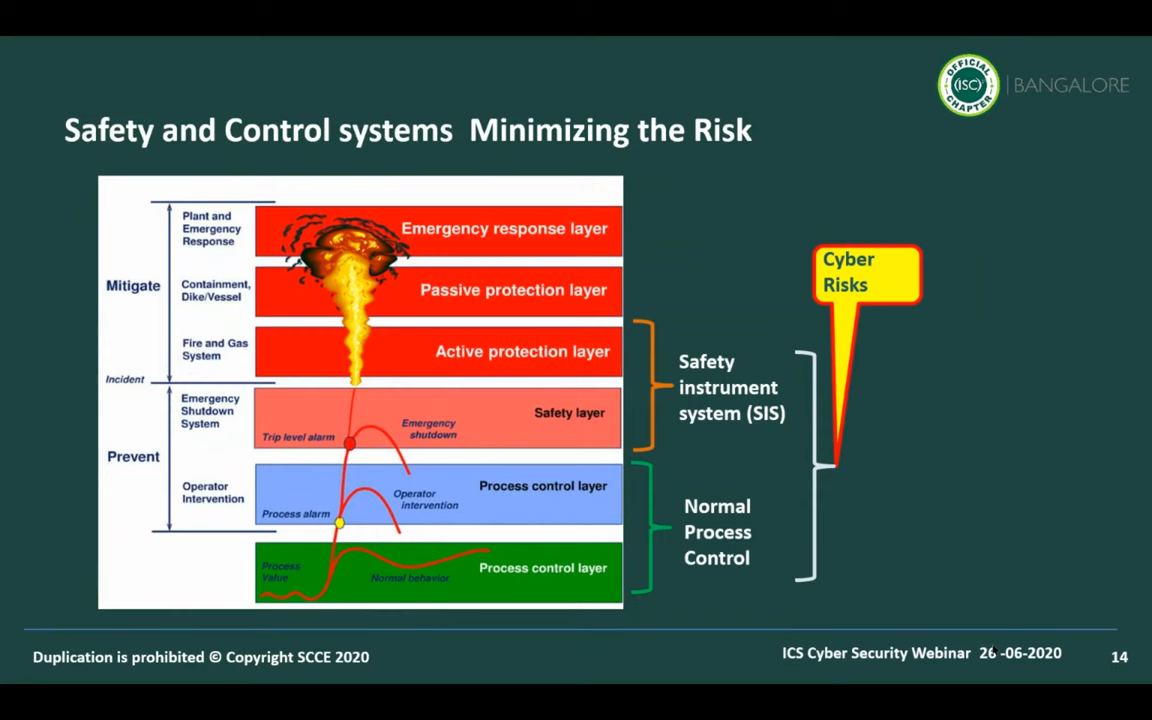 OFFICIAL
(ISC)
CHAPTER
BANGALORE
Safety and Control systems Minimizing the Risk
Plant and
Emergency
Response
Emergency response layer
Mitigate
Containment,
Dike/Vessel
Passive protection layer
Fire and Gas
System
Active protection layer
Incident
Emergency
Shutdown
System
Safety layer
Trip level alarm
Emergency
shutdown
Prevent
Operator
Intervention
Process control layer
Operator
intervention
Process alarm
Process control layer
Process
Value
Normal behavior
Safety
instrument
system (SIS)
Normal
Process
Control
Cyber
Risks
Duplication is prohibited © Copyright SCCE 2020
ICS Cyber Security Webinar 26-06-2020
14